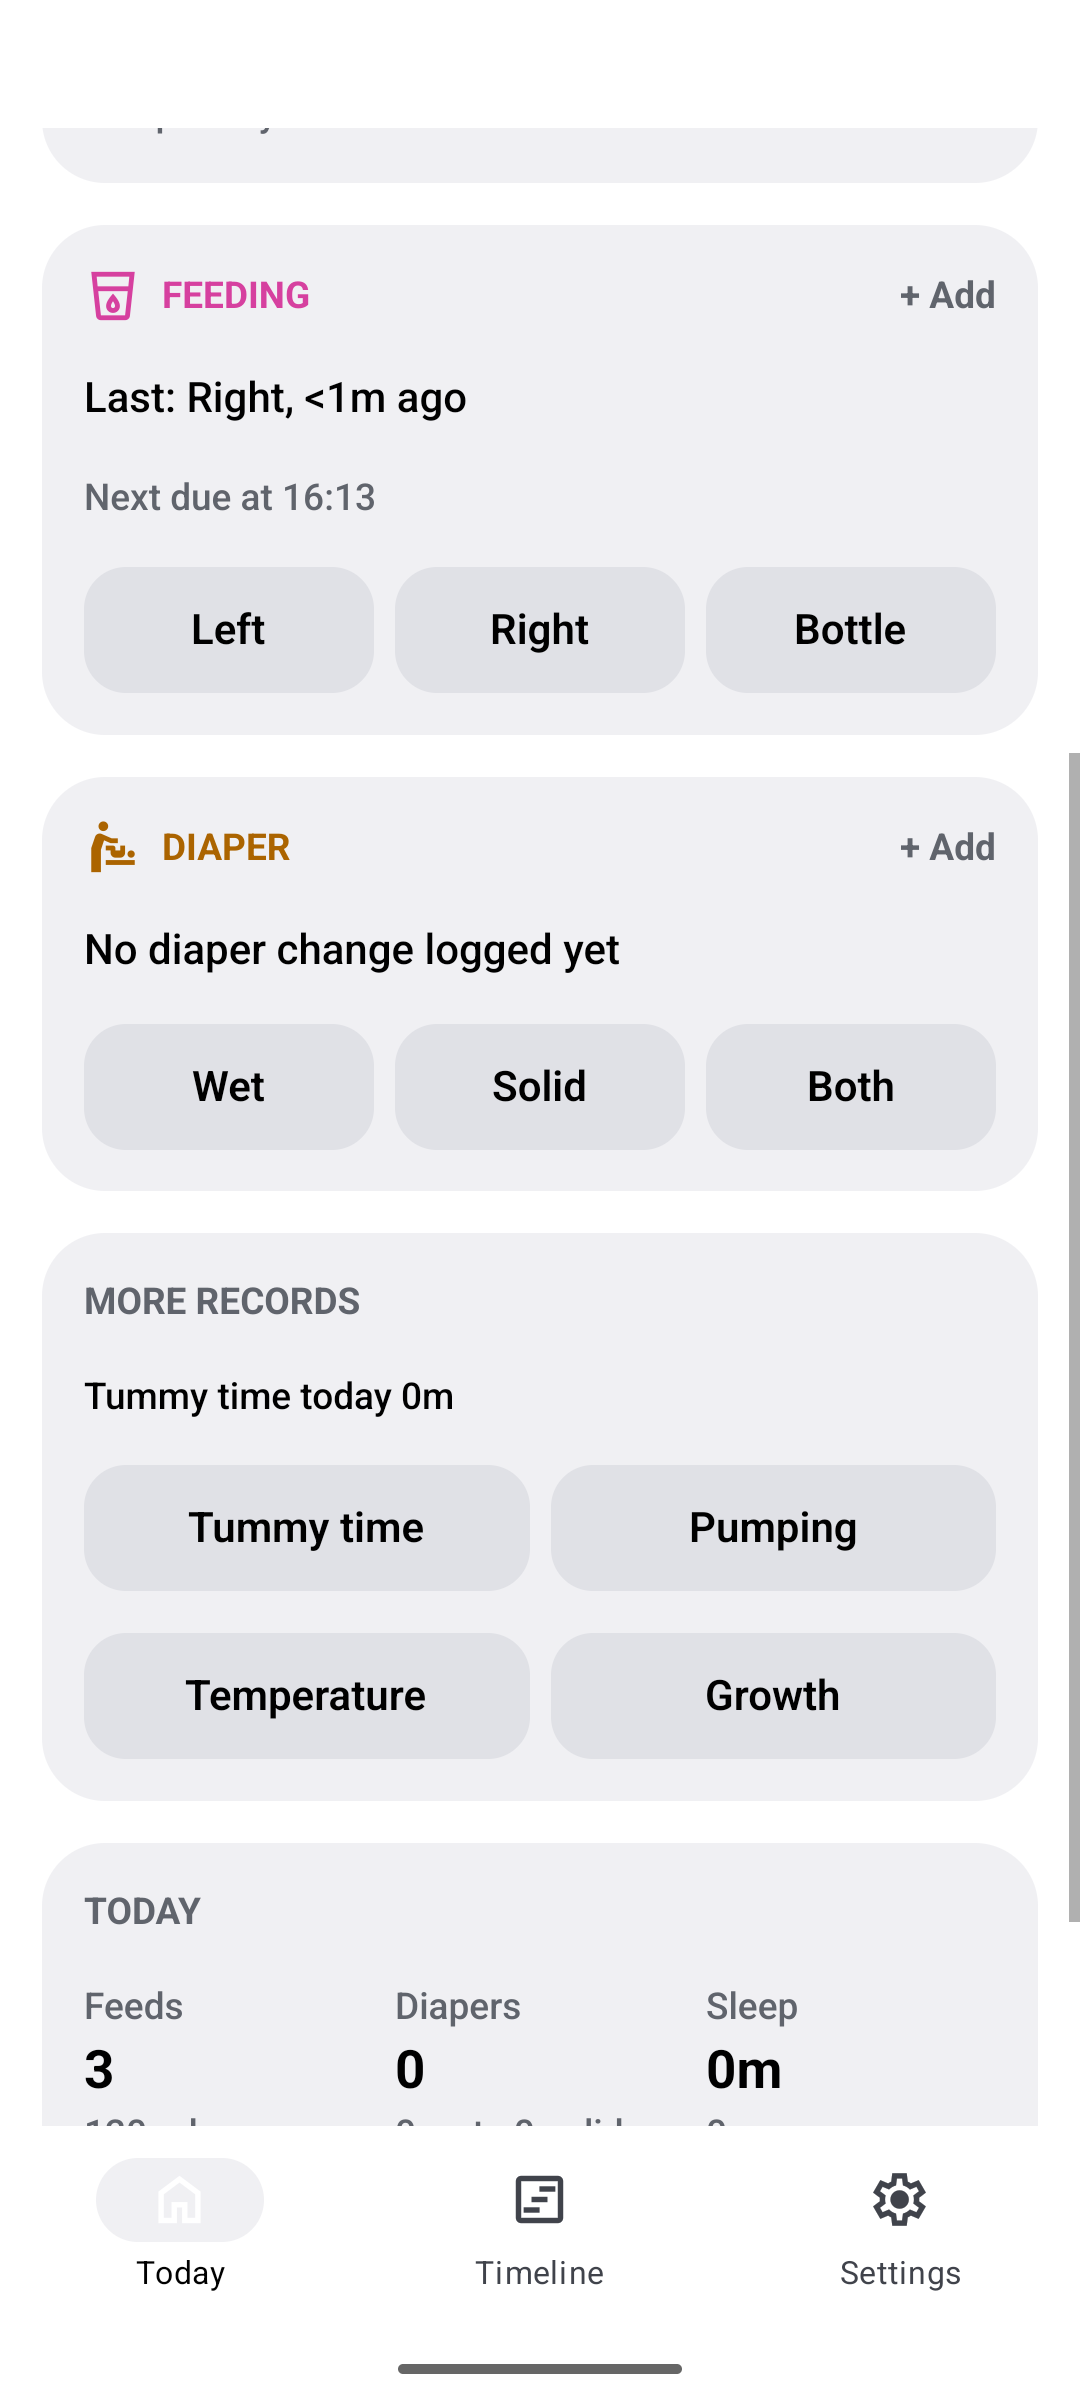 FEEDING
+ Add
Last: Right, <1m ago
Next due at 16:13
Left
Right
Bottle
DIAPER
+ Add
No diaper change logged yet
Wet
Solid
Both
MORE RECORDS
Tummy time today 0m
Tummy time
Pumping
Temperature
Growth
TODAY
Feeds
Diapers
Sleep
3
0
0m
Today
Timeline
Settings